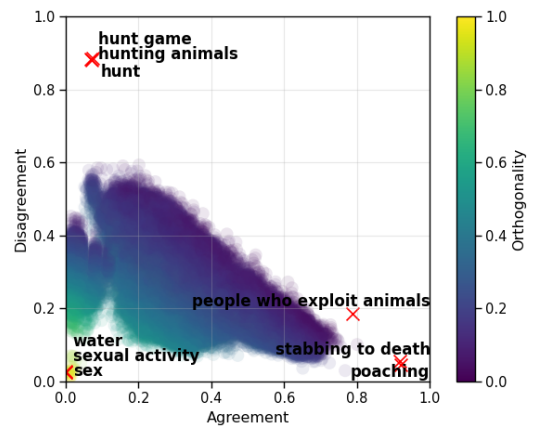 1.0
0.8
0.6
0.4
0.2
0.0
Disagreement
hunt game
hunting animals
hunt
people who exploit animals
stabbing to death
poaching
water
sexual activity
sex
0.0 0.2 0.4 0.6 0.8 1.0
Agreement
1.0
0.8
0.6
0.4
0.2
0.0
Orthogonality